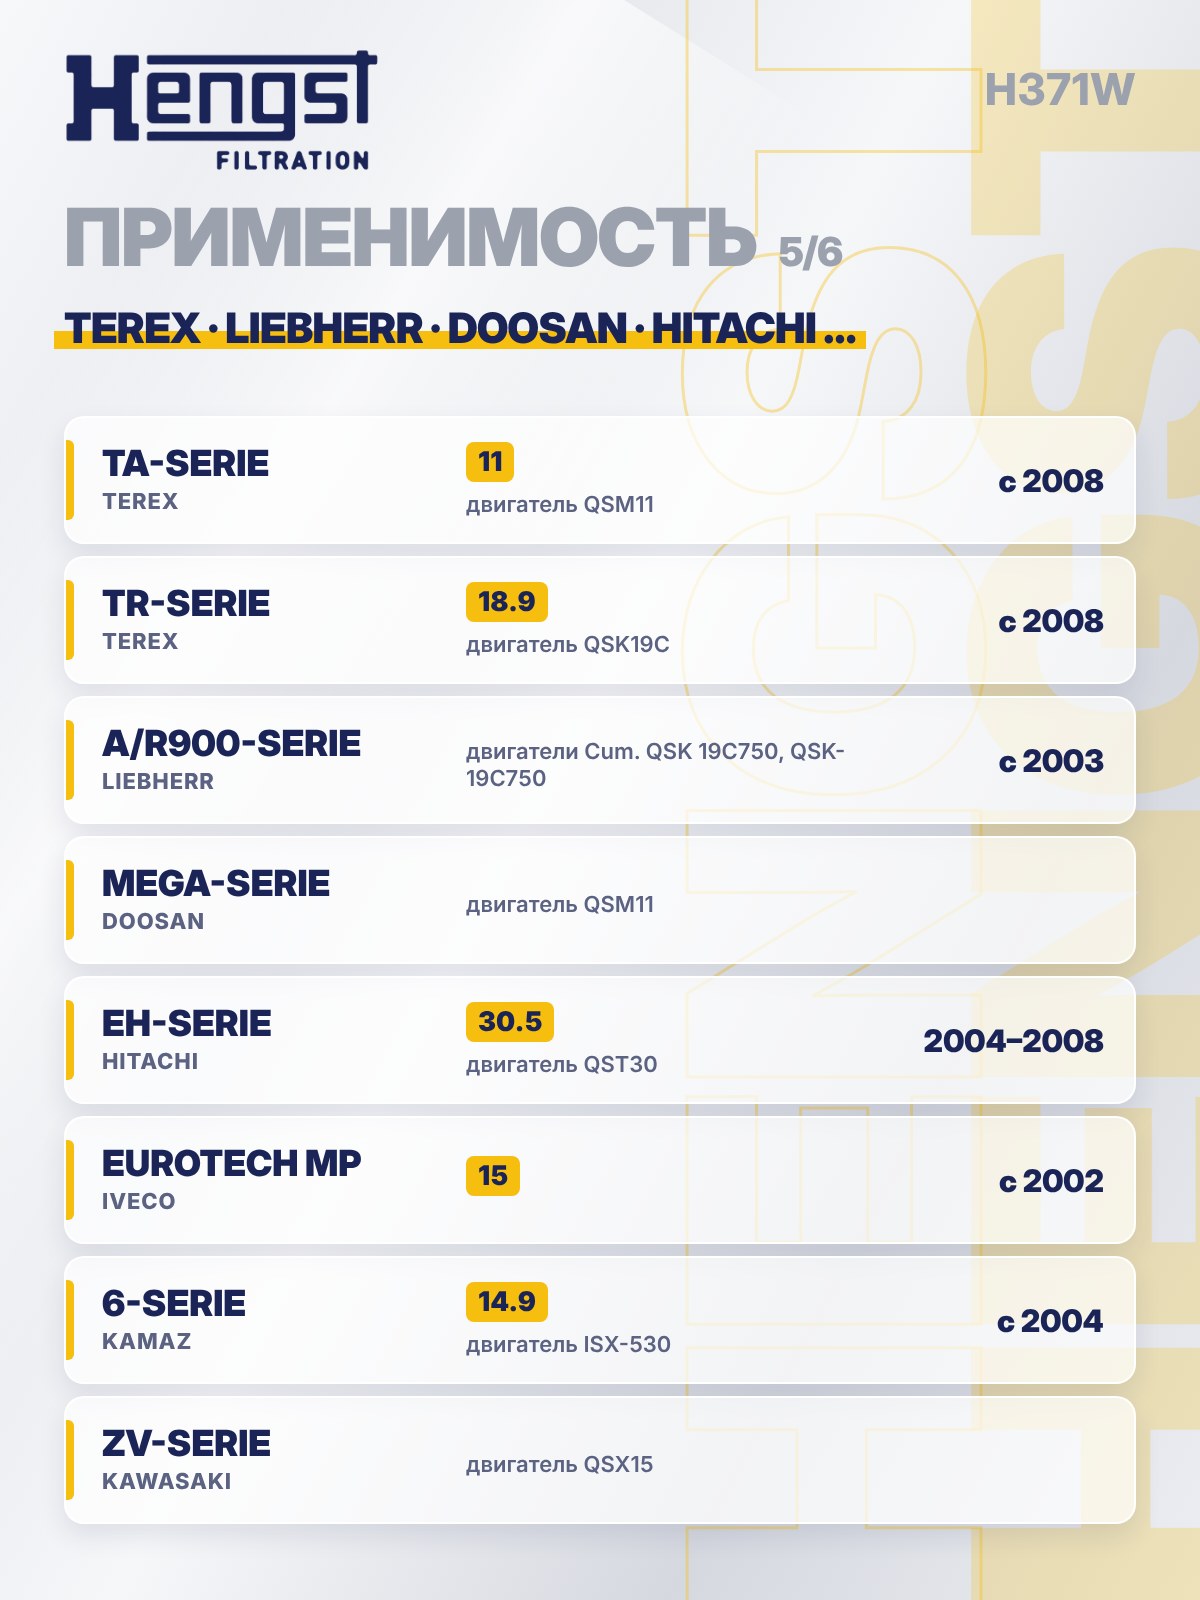 Hengst
FILTRATION
H371W
ПРИМЕНИМОСТЬ 5/6
TEREX · LIEBHERR · DOOSAN · HITACHI ...
TA-SERIE
TEREX
11
двигатель QSM11
с 2008
TR-SERIE
TEREX
18.9
двигатель QSK19C
с 2008
A/R900-SERIE
LIEBHERR
двигатели Cum. QSK 19C750, QSK-
19C750
с 2003
MEGA-SERIE
DOOSAN
двигатель QSM11
EH-SERIE
HITACHI
30.5
двигатель QST30
2004–2008
EUROTECH MP
IVECO
15
с 2002
6-SERIE
KAMAZ
14.9
двигатель ISX-530
с 2004
ZV-SERIE
KAWASAKI
двигатель QSX15
HENGST
HENGST